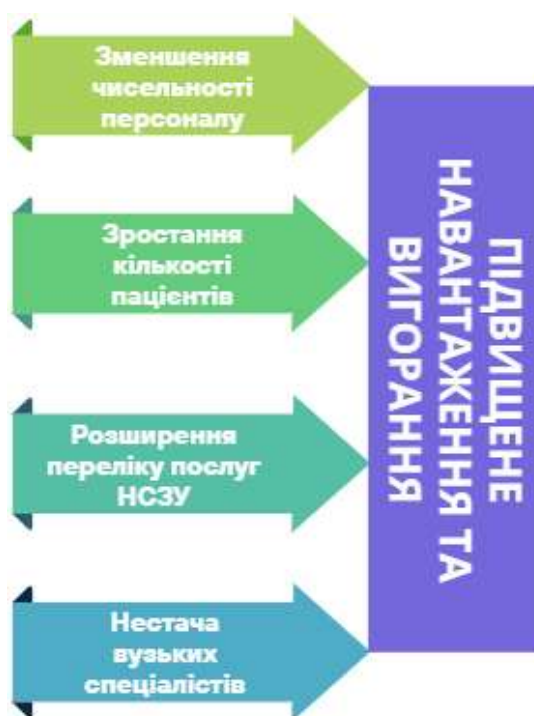 Зменшення
чисельності
персоналу
Зростання
кількості
пацієнтів
Розширення
переліку послуг
НСЗУ
Нестача
вузьких
спеціалістів
ПІДВИЩЕНЕ
НАВАНТАЖЕННЯ ТА
ВИГОРАННЯ